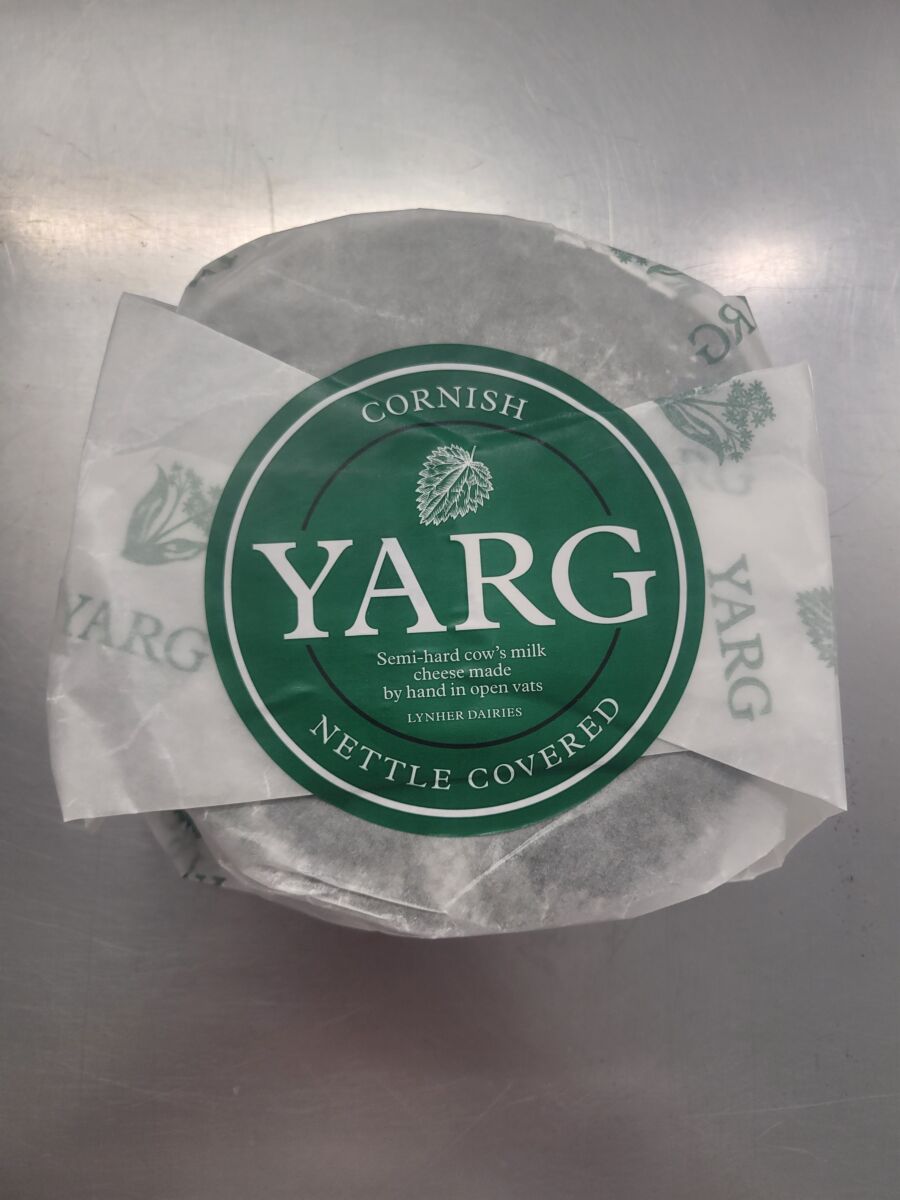 CORNISH
YARG
Semi-hard cow's milk
cheese made
by hand in open vats
LYNHER DAIRIES
NETTLE COVERED
YARG
YARG
RG